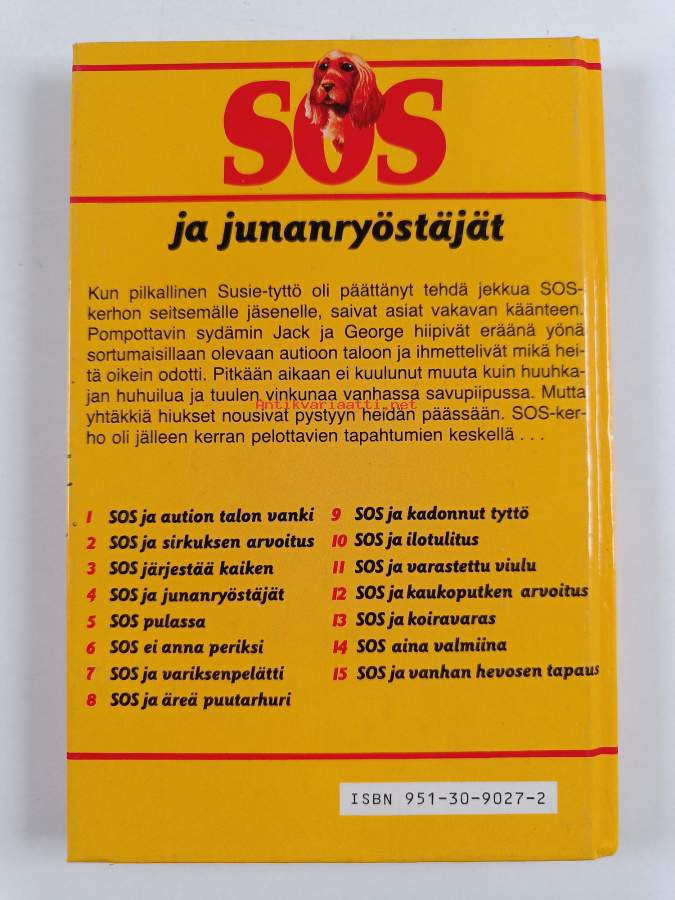 SOS
ja junanryöstäjät
Kun pilkallinen Susie-tyttö oli päättänyt tehdä jekkua SOS-
kerhon seitsemälle jäsenelle, saivat asiat vakavan käänteen.
Pompottavin sydämin Jack ja George hiipivät eräänä yönä
sortumaisillaan olevaan autioon taloon ja ihmettelivät mikä hei-
tä oikein odotti. Pitkään aikaan ei kuulunut muuta kuin huuhka-
jan huhuilua ja tuulen vinkunaa vanhassa savupiipussa. Mutta
Antikvariaatti.net
yhtäkkiä hiukset nousivat pystyyn heidän päässään. SOS-ker-
ho oli jälleen kerran pelottavien tapahtumien keskellä . . .
1 SOS ja aution talon vanki
2 SOS ja sirkuksen arvoitus
3 SOS järjestää kaiken
4 SOS ja junanryöstäjät
5 SOS pulassa
6 SOS ei anna periksi
7 SOS ja variksenpelätti
8 SOS ja äreä puutarhuri
9 SOS ja kadonnut tyttö
10 SOS ja ilotulitus
11 SOS ja varastettu viulu
12 SOS ja kaukoputken arvoitus
13 SOS ja koiravaras
14 SOS aina valmiina
15 SOS ja vanhan hevosen tapaus
ISBN 951-30-9027-2